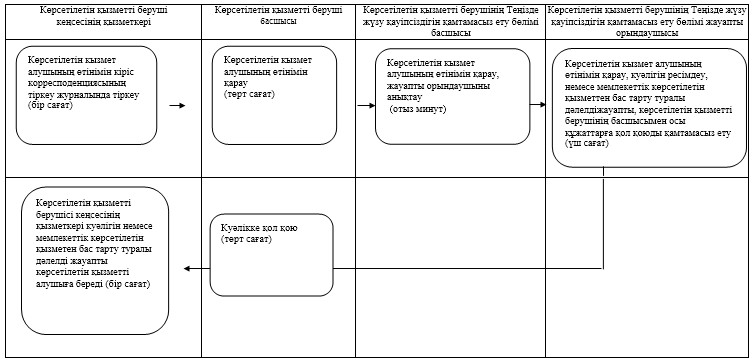 Көрсетілетін қызметті беруші
кеңсесінің қызметкері
Көрсетілетін қызметті беруші
басшысы
Көрсетілетін қызметті берушінің Теңізде
жүзу қауіпсіздігін қамтамасыз ету бөлімі
басшысы
Көрсетілетін қызметті берушінің Теңізде жүзу
қауіпсіздігін қамтамасыз ету бөлімі жауапты
орындаушысы
Көрсетілетін қызмет
алушының өтінімін кіріс
корреспонденциясының
тіркеу журналында тіркеу
(бір сағат)
Көрсетілетін қызмет
алушының өтінімін
қарау
(төрт сағат)
Көрсетілетін қызмет
алушының өтінімін қарау,
жауапты орындаушыны
анықтау
(отыз минут)
Көрсетілетін қызмет алушының
өтінімін қарау, куәлігін ресімдеу,
немесе мемлекеттік көрсетілетін
қызметтен бас тарту туралы
дәлелдіжауапты, көрсетілетін қызметті
берушінің басшысымен осы
құжаттарға қол қоюды қамтамасыз ету
(үш сағат)
Көрсетілетін қызметті
берушісі кеңсесінің
қызметкері куәлігін немесе
мемлекеттік көрсетілетін
қызметен бас тарту туралы
дәлелді жауапты
көрсетілетін қызметті
алушыға береді (бір сағат)
Куәлікке қол қою
(төрт сағат)